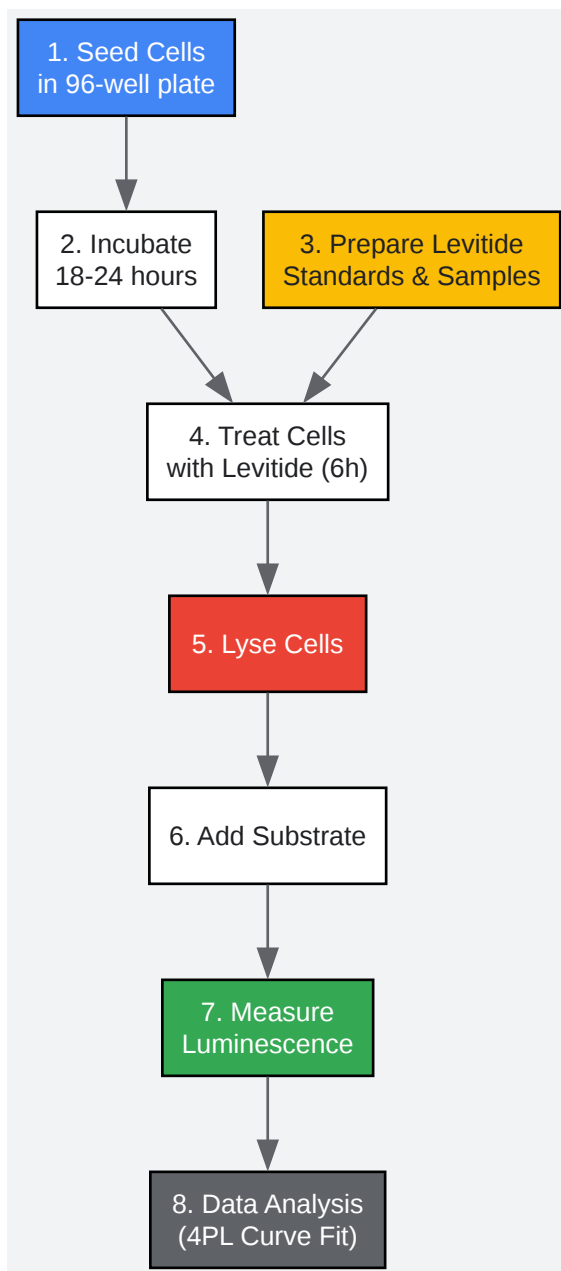 1. Seed Cells
in 96-well plate
2. Incubate
18-24 hours
3. Prepare Levitide
Standards & Samples
4. Treat Cells
with Levitide (6h)
5. Lyse Cells
6. Add Substrate
7. Measure
Luminescence
8. Data Analysis
(4PL Curve Fit)